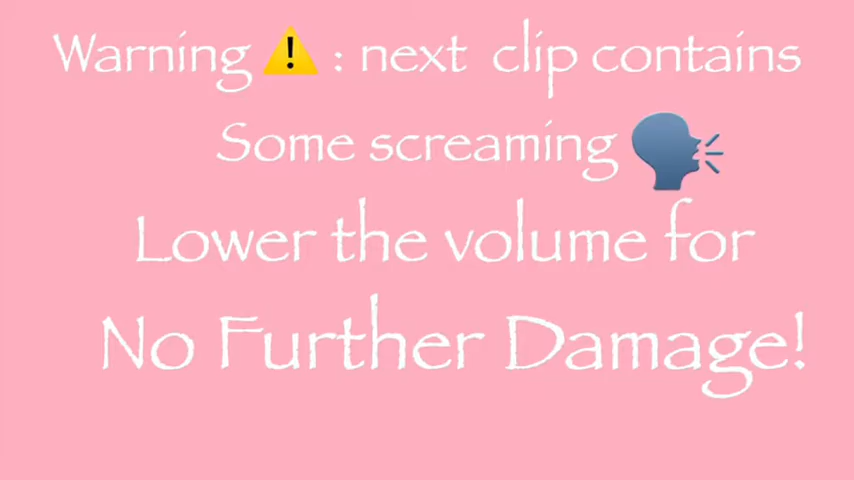 Warning ⚠️ : next clip contains
Some screaming 🗣️
Lower the volume for
No Further Damage!